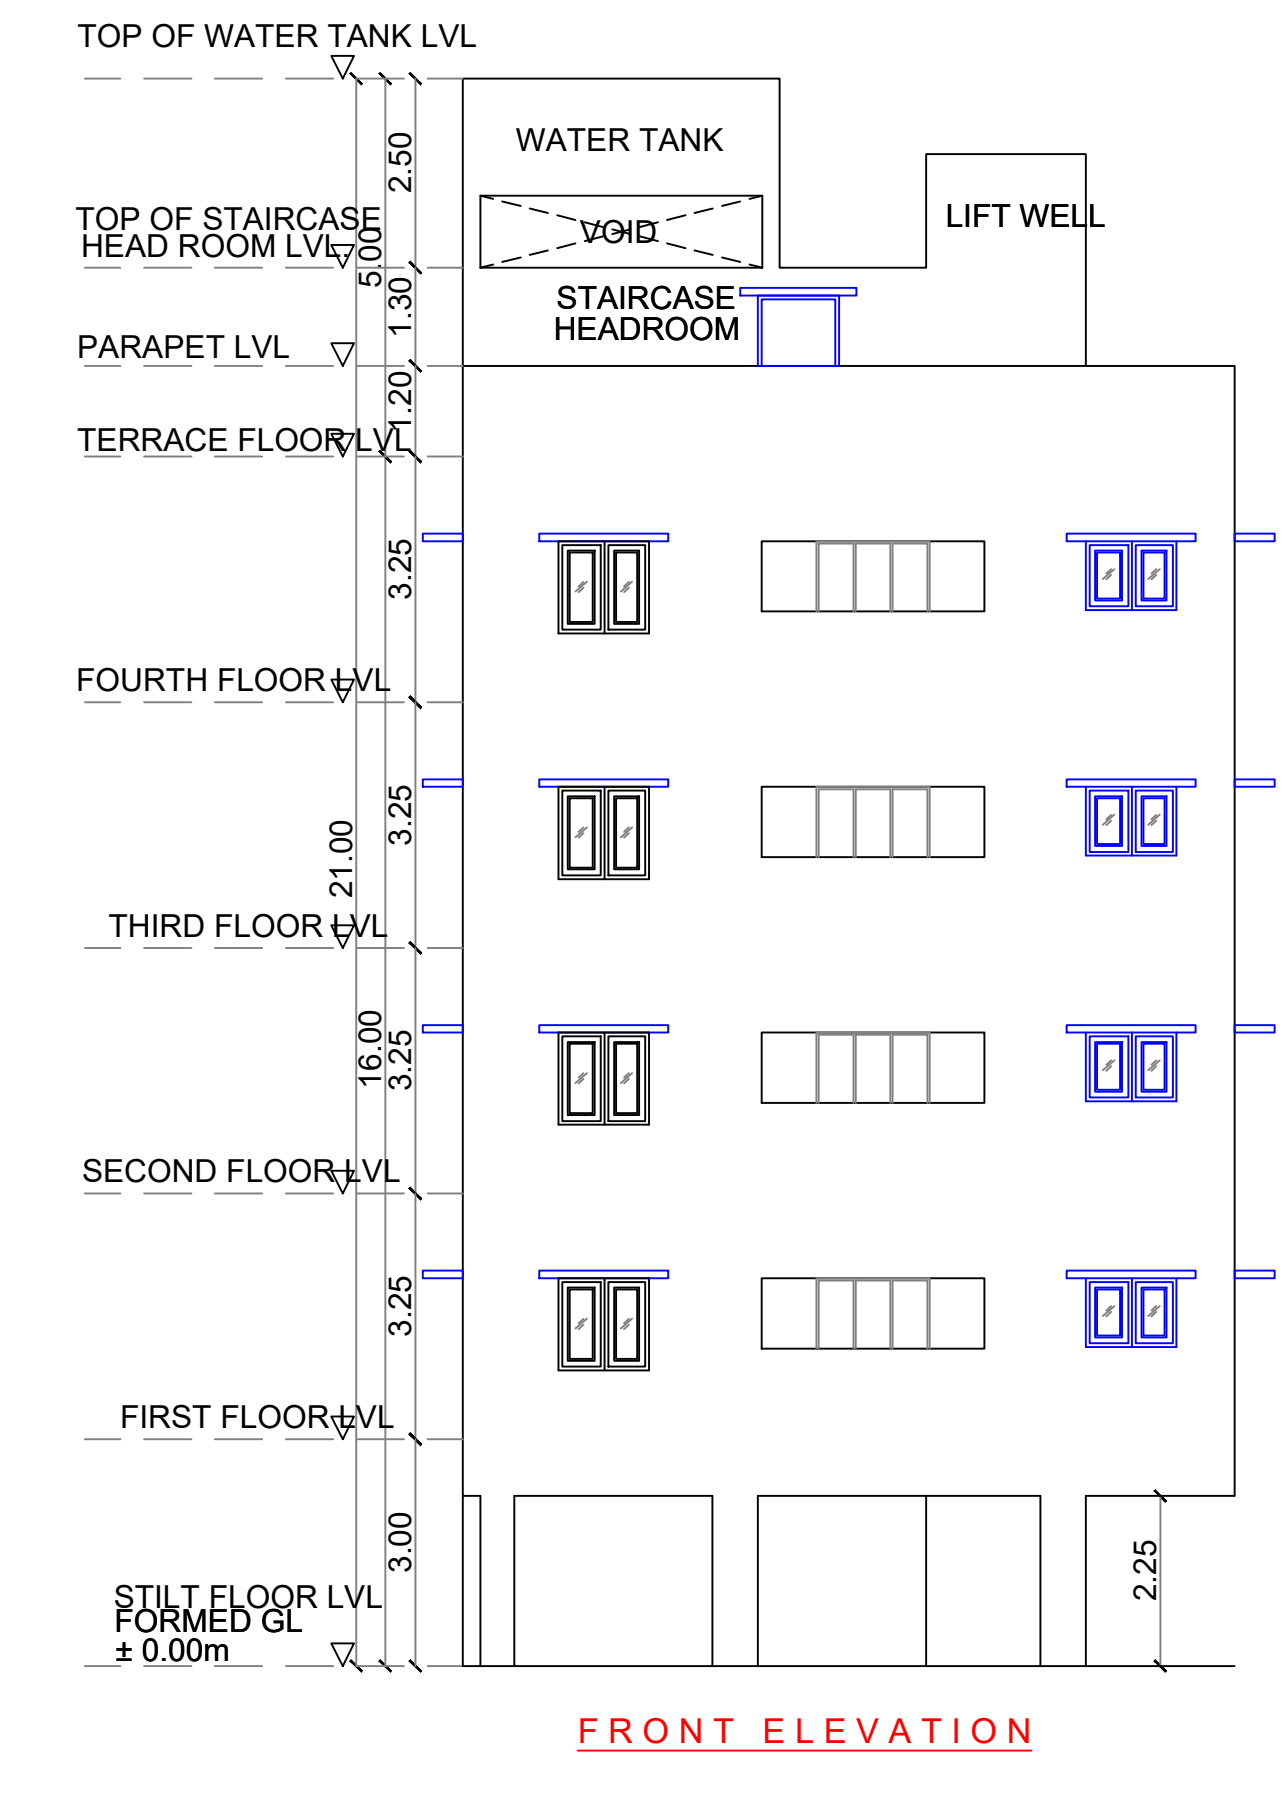 TOP OF WATER TANK LVL
2.50
WATER TANK
TOP OF STAIRCASE
HEAD ROOM LVL.
5.00
VOID
LIFT WELL
1.30
STAIRCASE
HEADROOM
PARAPET LVL
1.20
TERRACE FLOOR LVL
3.25
FOURTH FLOOR LVL
3.25
21.00
THIRD FLOOR LVL
16.00
3.25
SECOND FLOOR LVL
3.25
FIRST FLOOR LVL
3.00
2.25
STILT FLOOR LVL
FORMED GL
± 0.00m
FRONT ELEVATION